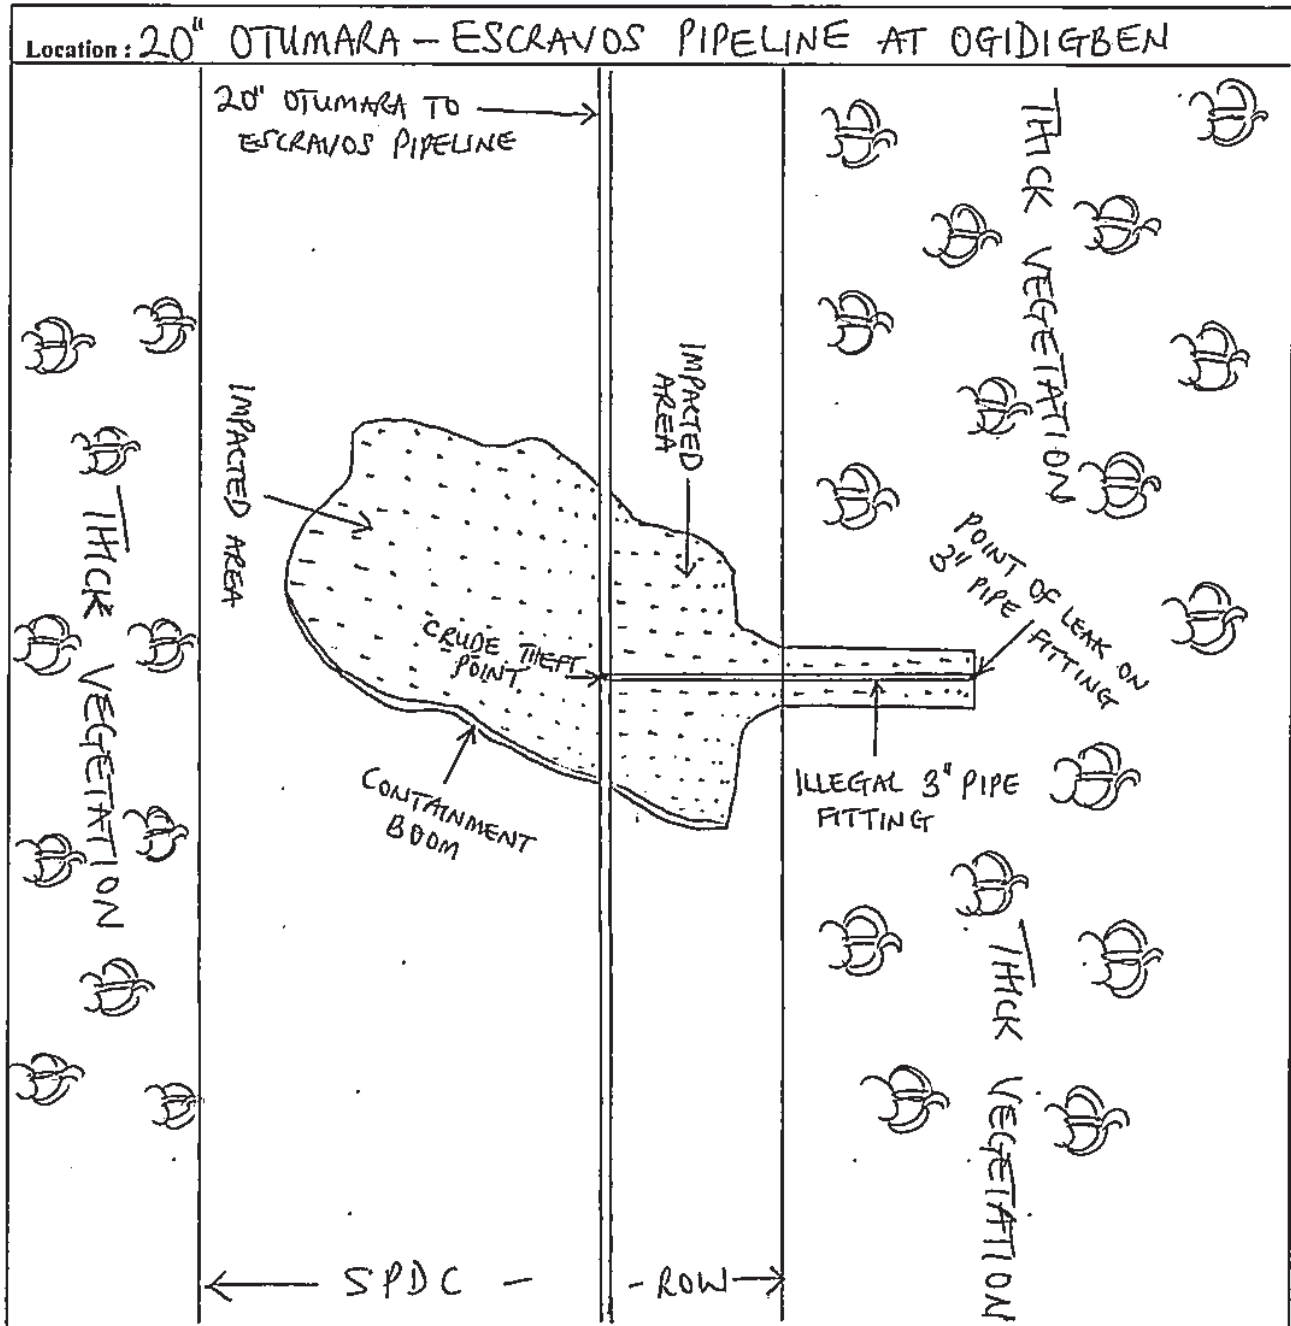 Location : 20" OTUMARA – ESCRAVOS PIPELINE AT OGIDIGBEN
20" OTUMARA TO
ESCRAVOS PIPELINE
THICK VEGETATION
IMPACTED
AREA
IMPACTED AREA
THICK VEGETATION
POINT OF LEAK ON
3" PIPE FITTING
CRUDE THEFT
POINT
CONTAINMENT
BOOM
ILLEGAL 3" PIPE
FITTING
THICK VEGETATION
SPDC - - ROW